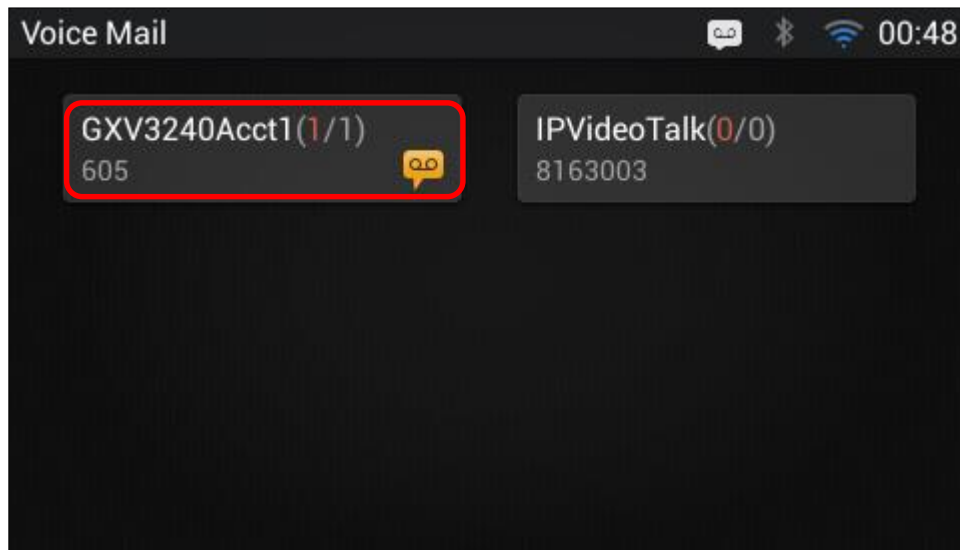 Voice Mail 00:48
GXV3240Acct1(1/1)
605
IPVideoTalk(0/0)
8163003